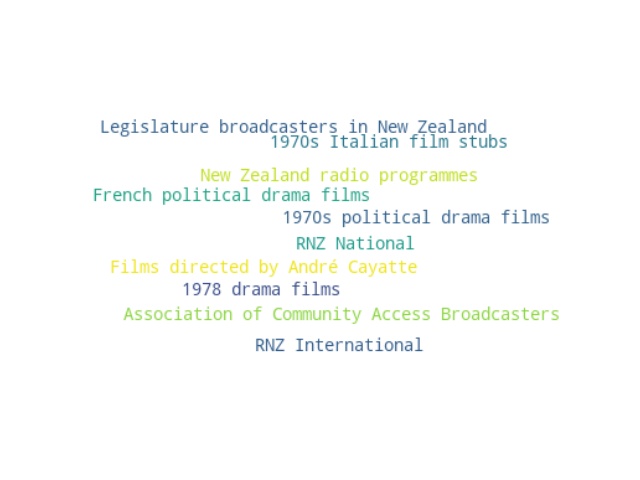 Legislature broadcasters in New Zealand
1970s Italian film stubs
New Zealand radio programmes
French political drama films
1970s political drama films
RNZ National
Films directed by André Cayatte
1978 drama films
Association of Community Access Broadcasters
RNZ International